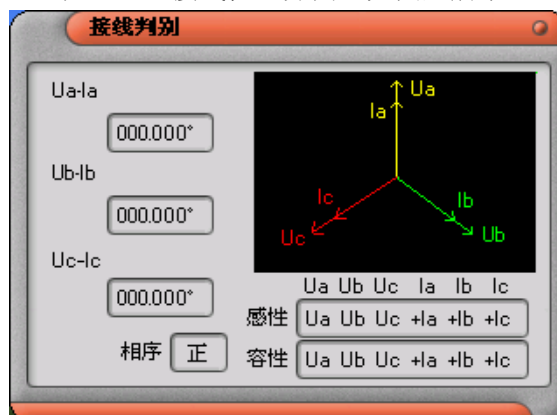 接线判别
Ua-Ia
000.000°
Ub-Ib
000.000°
Uc-Ic
000.000°
相序 正
Ua
Ia
Ic
Ib
Uc
Ub
Ua Ub Uc Ia Ib Ic
感性 Ua Ub Uc +Ia +Ib +Ic
容性 Ua Ub Uc +Ia +Ib +Ic